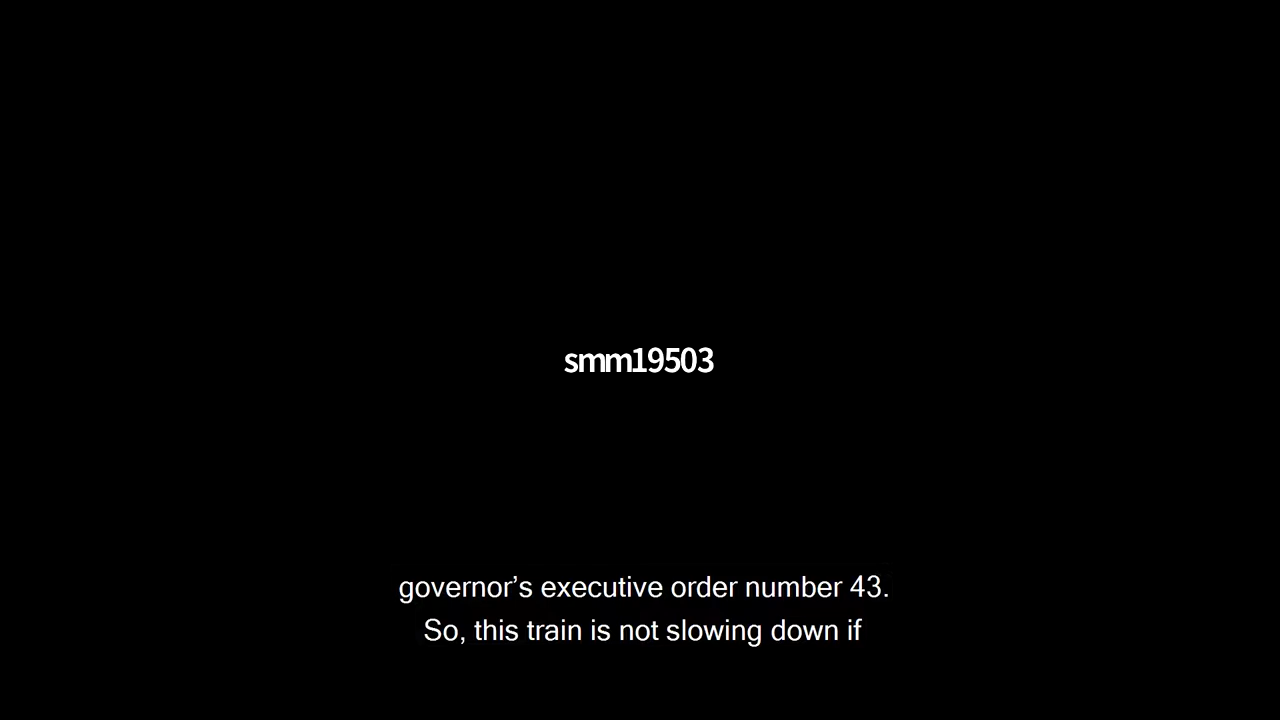 smm19503
governor’s executive order number 43.
So, this train is not slowing down if